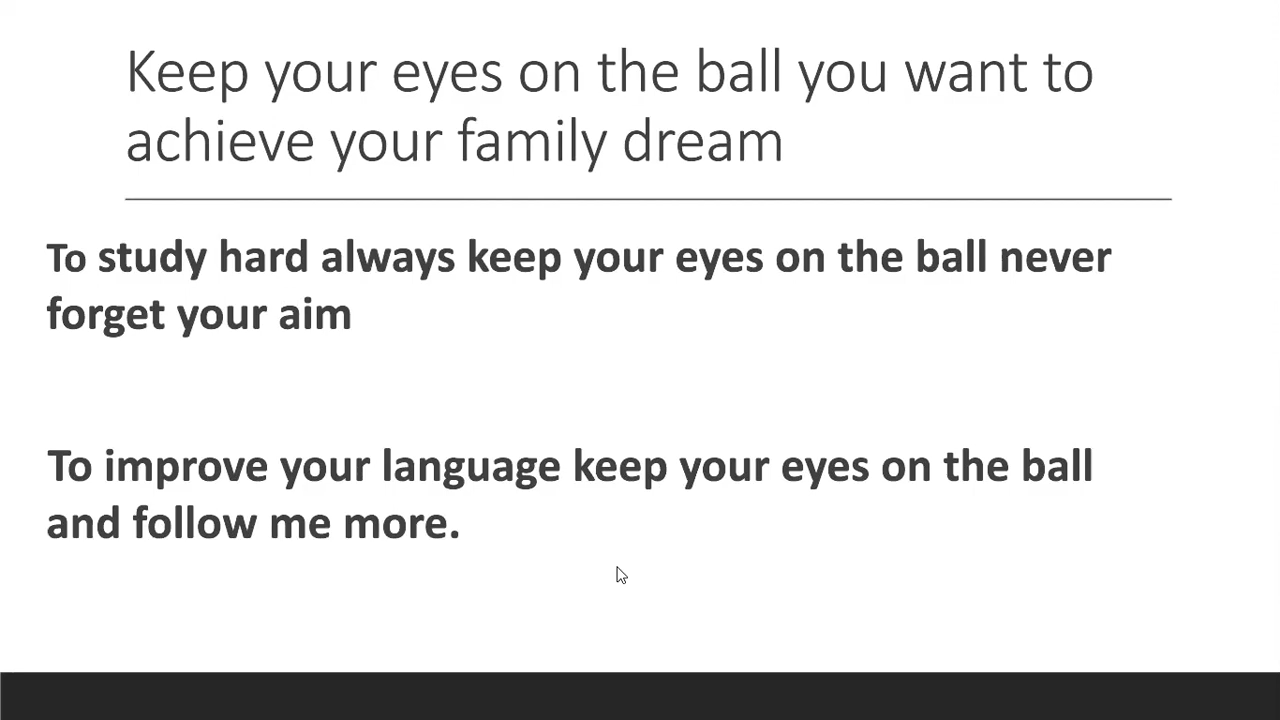 Keep your eyes on the ball you want to
achieve your family dream
To study hard always keep your eyes on the ball never
forget your aim
To improve your language keep your eyes on the ball
and follow me more.